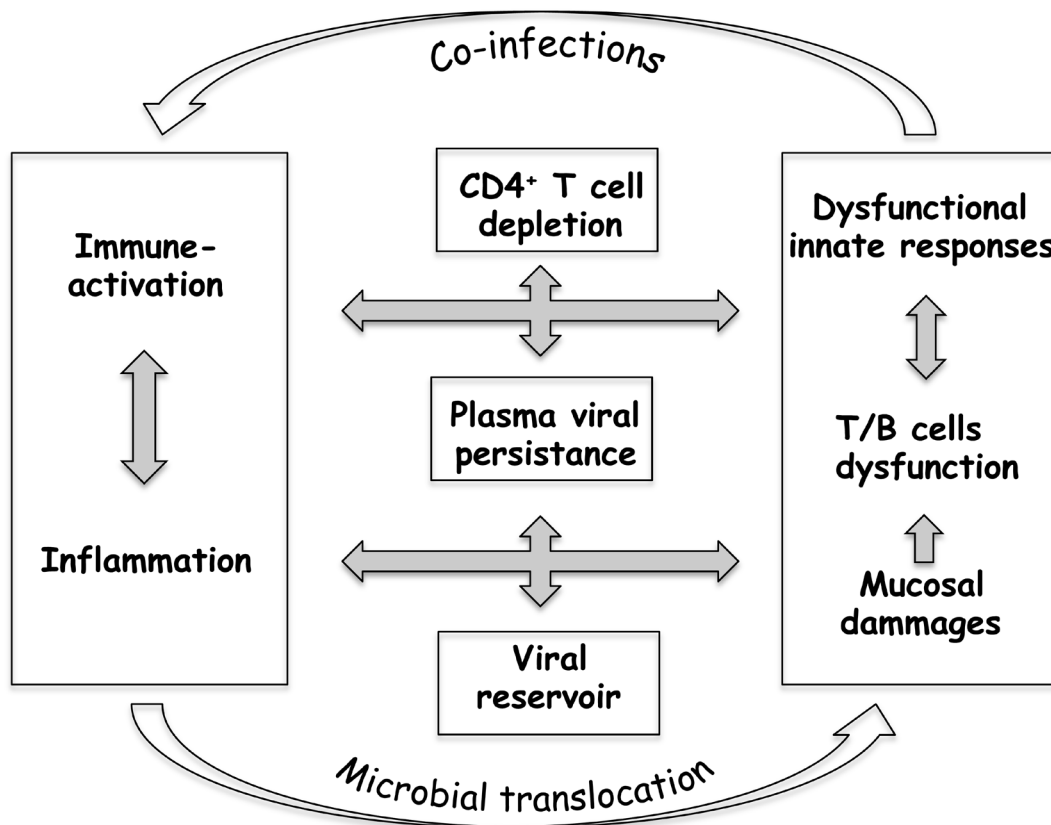 Co-infections
Immune-
activation
Inflammation
CD4⁺ T cell
depletion
Plasma viral
persistance
Viral
reservoir
Dysfunctional
innate responses
T/B cells
dysfunction
Mucosal
dammages
Microbial translocation